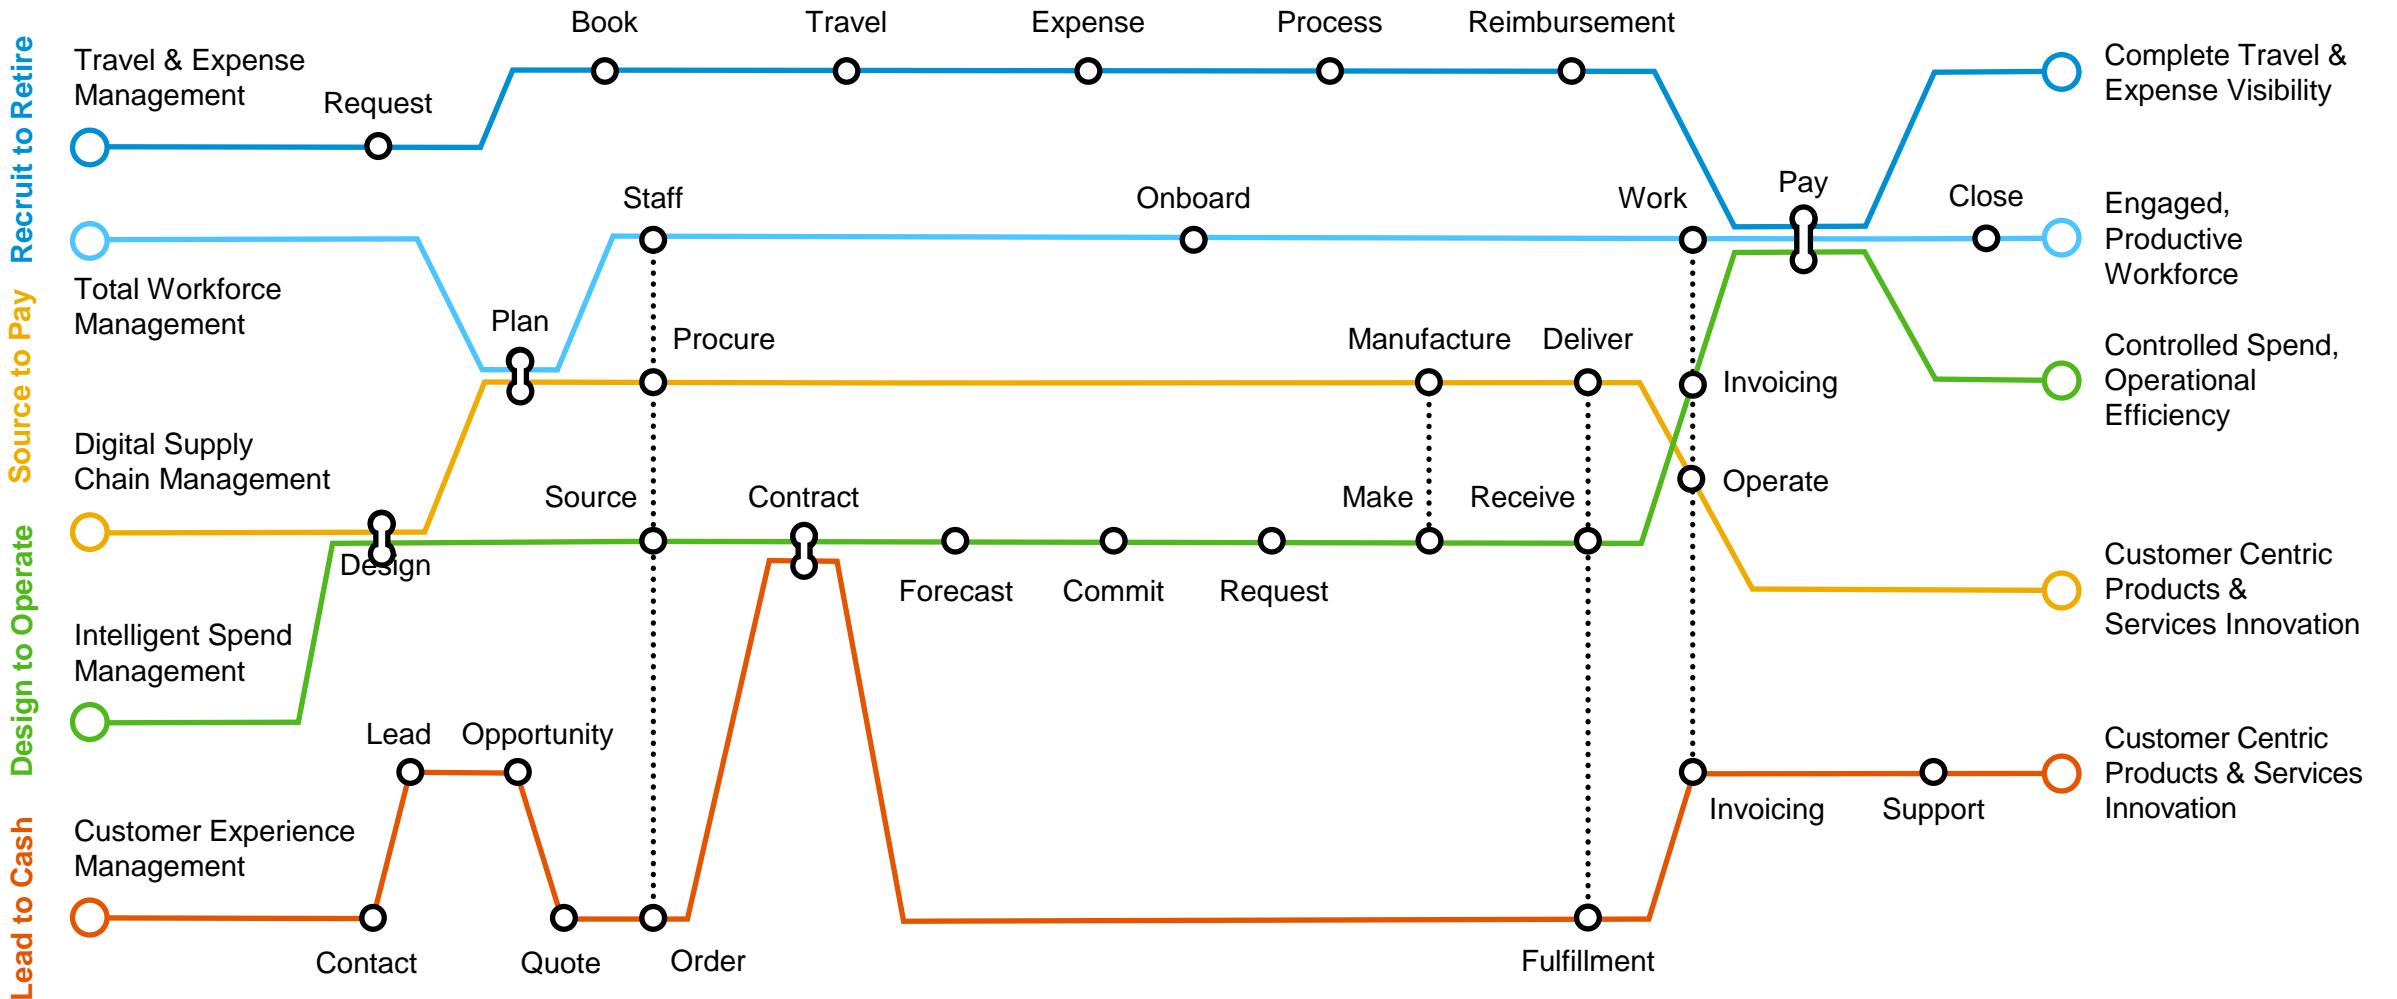 Recruit to Retire
Source to Pay
Design to Operate
Lead to Cash
Travel & Expense
Management
Request
Book
Travel
Expense
Process
Reimbursement
Complete Travel &
Expense Visibility
Total Workforce
Management
Plan
Staff
Onboard
Work
Pay
Close
Engaged,
Productive
Workforce
Digital Supply
Chain Management
Design
Procure
Manufacture
Deliver
Invoicing
Operate
Controlled Spend,
Operational
Efficiency
Intelligent Spend
Management
Source
Contract
Forecast
Commit
Request
Make
Receive
Customer Centric
Products &
Services Innovation
Customer Experience
Management
Contact
Lead
Opportunity
Quote
Order
Fulfillment
Invoicing
Support
Customer Centric
Products & Services
Innovation